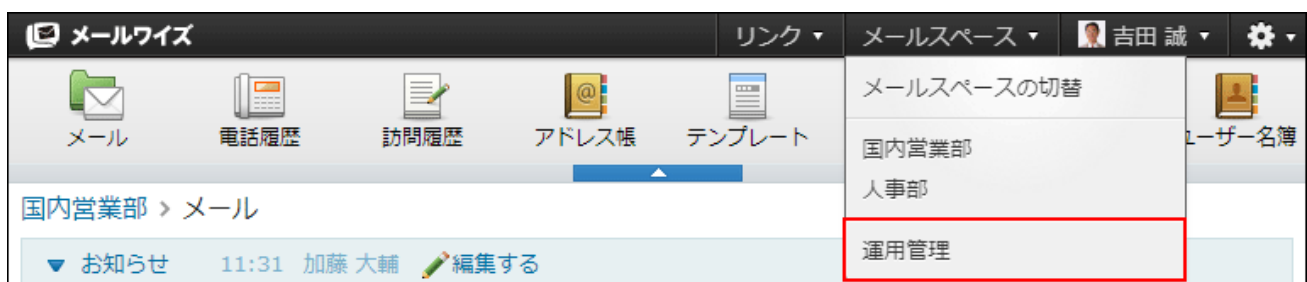 メールワイズ リンク ▼ メールスペース ▼ 吉田 誠 ▼
メール 電話履歴 訪問履歴 アドレス帳 テンプレート ーザー名簿
メールスペースの切替
国内営業部
人事部
運用管理
国内営業部 > メール
▼ お知らせ 11:31 加藤 大輔 編集する